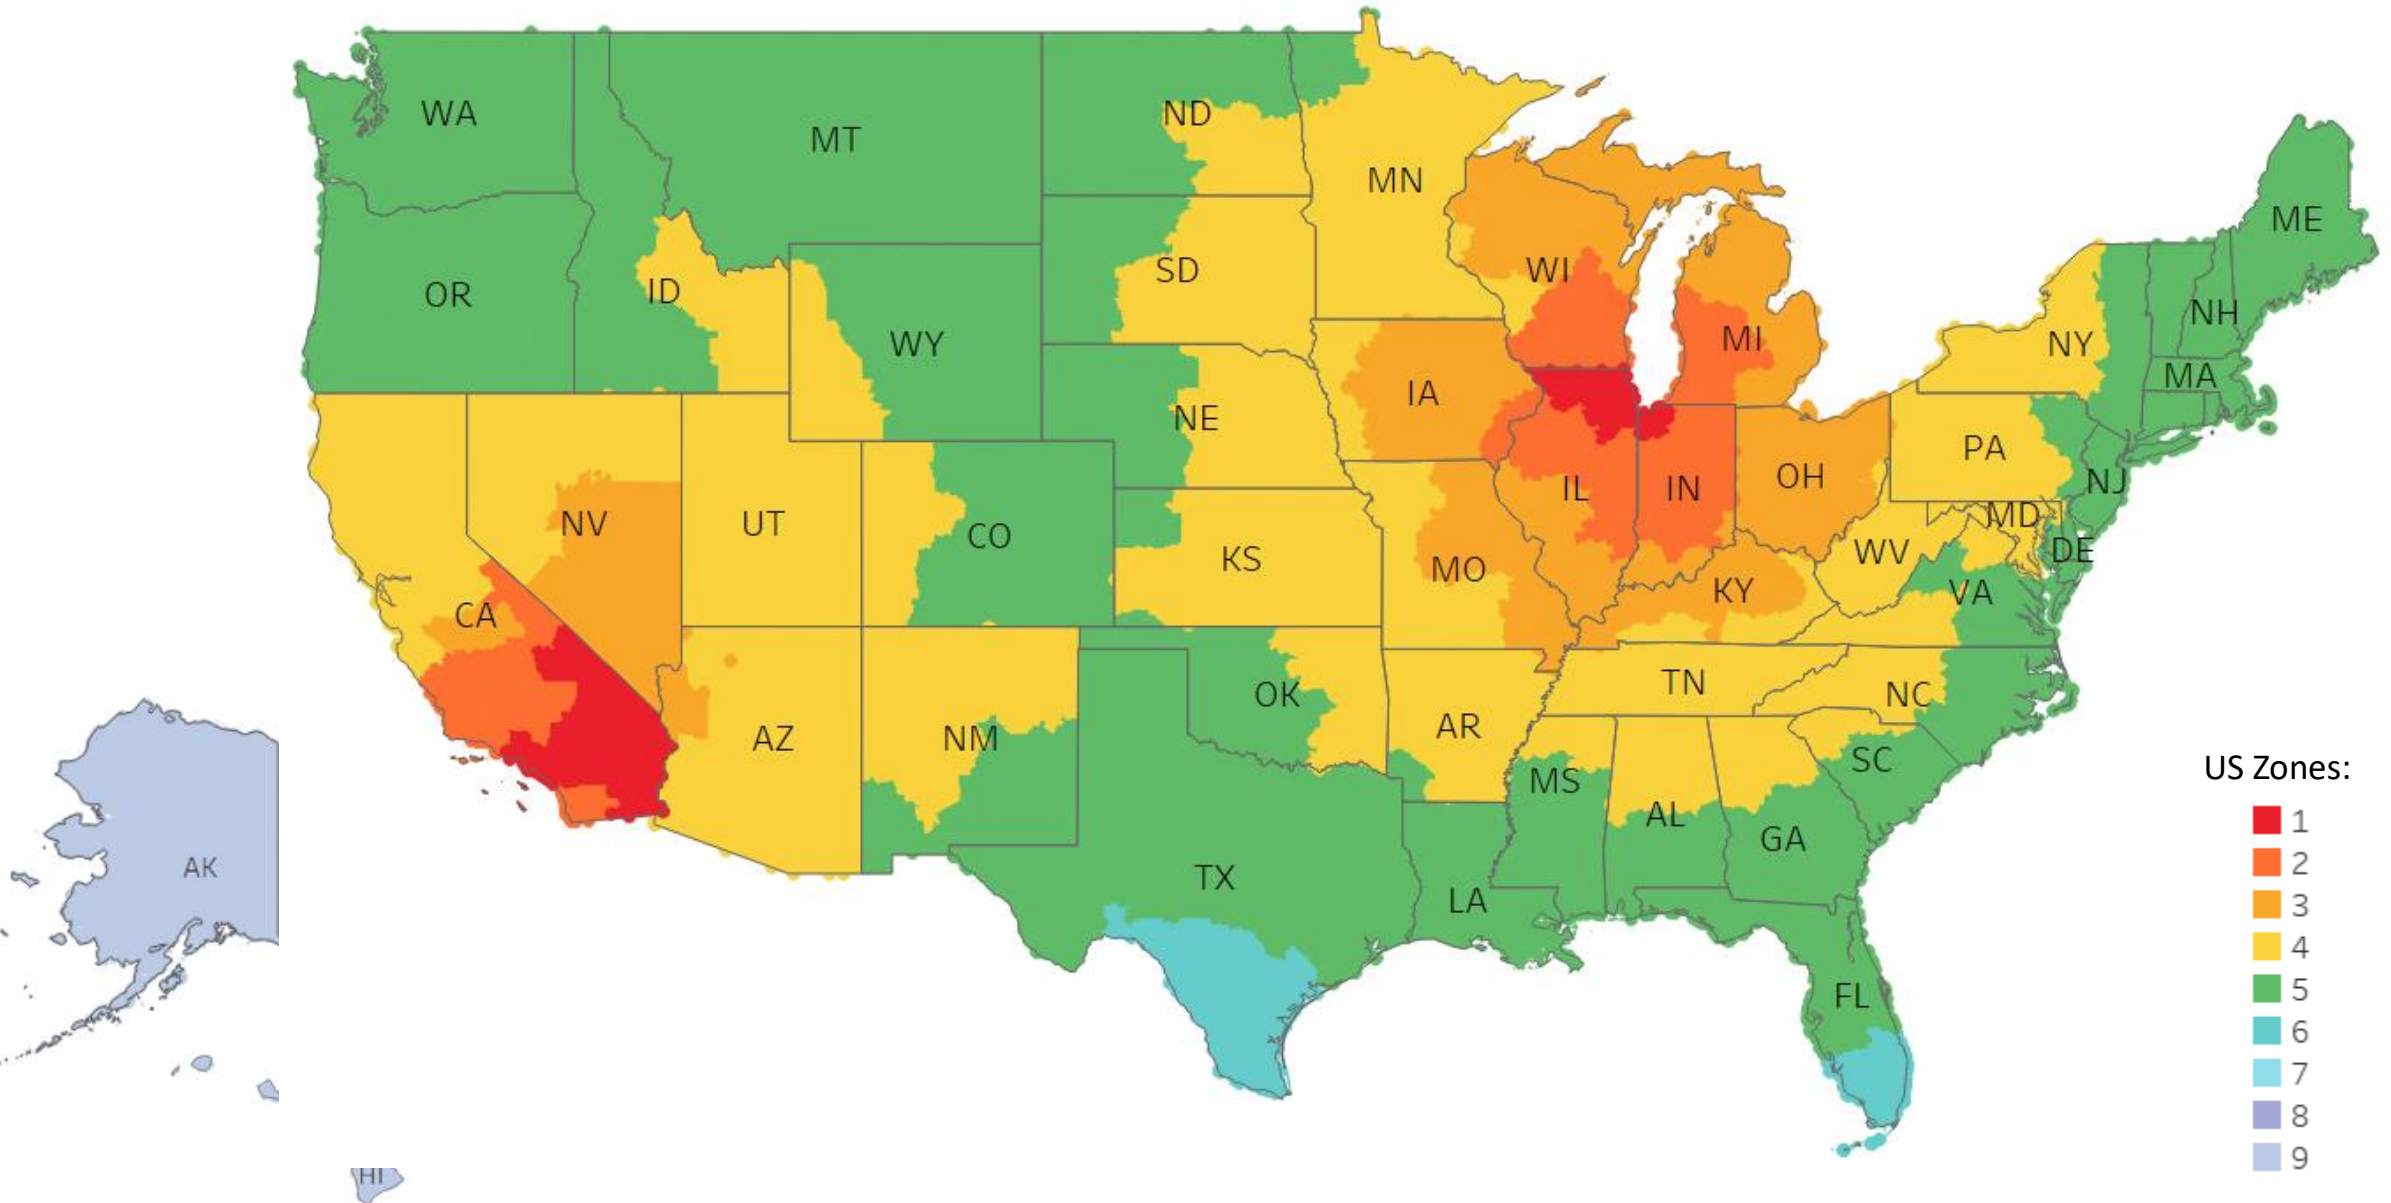 WA
MT
ND
MN
ME
OR
ID
SD
WI
WY
NH
MI
NY
MA
IA
NE
PA
NV
UT
CO
KS
IL
IN
OH
NJ
MD
MO
WV
DE
CA
KY
VA
AZ
NM
OK
AR
TN
NC
MS
AL
SC
GA
TX
LA
FL
AK
HI
US Zones:
1
2
3
4
5
6
7
8
9